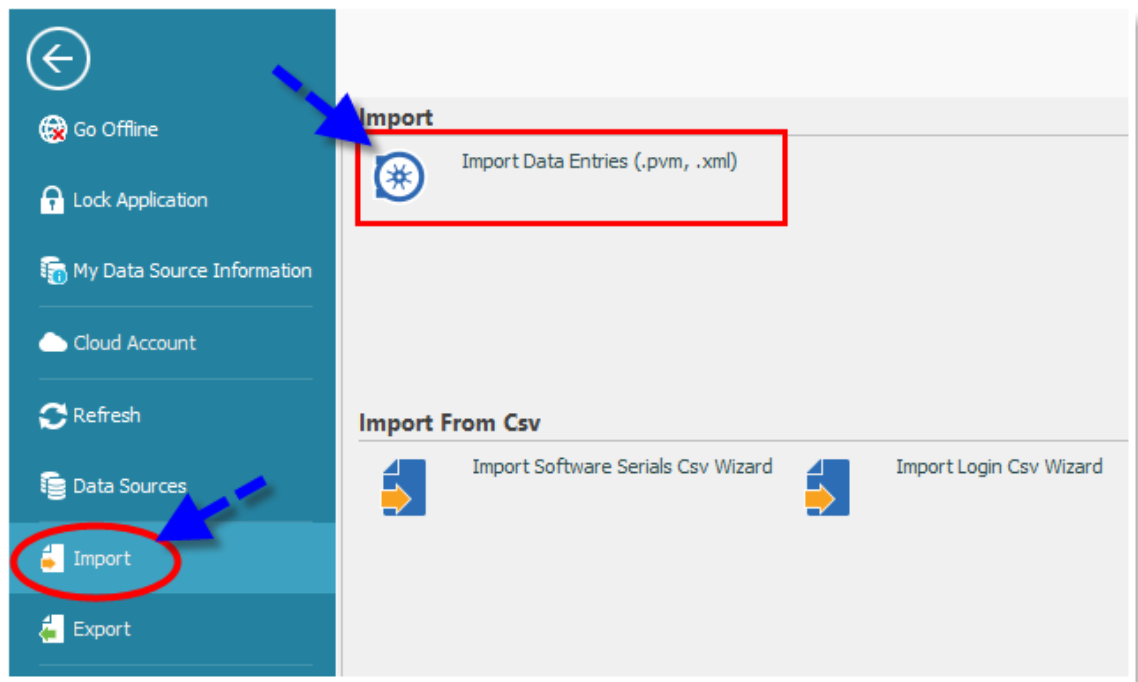 Go Offline
Lock Application
My Data Source Information
Cloud Account
Refresh
Data Sources
Import
Export
Import
Import Data Entries (.pvm, .xml)
Import From Csv
Import Software Serials Csv Wizard
Import Login Csv Wizard